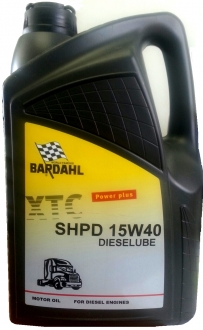 BARDAHL
XTC
Power plus
SHPD 15W40
DIESELUBE
MOTOR OIL FOR DIESEL ENGINES